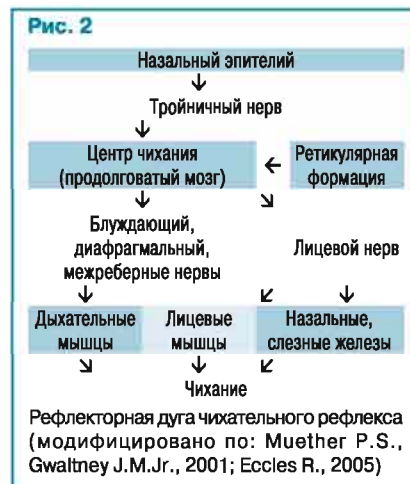 Рис. 2
Назальный эпителий
↓
Тройничный нерв
↓
Центр чихания
(продолговатый мозг)
←
Ретикулярная
формация
↓ ↘
Блуждающий,
диафрагмальный,
межреберные нервы
Лицевой нерв
↓ ↙ ↓
Дыхательные
мышцы
Лицевые
мышцы
Назальные,
слезные железы
↘ ↓ ↙
Чихание
Рефлекторная дуга чихательного рефлекса
(модифицировано по: Muether P.S.,
Gwaltney J.M.Jr., 2001; Eccles R., 2005)